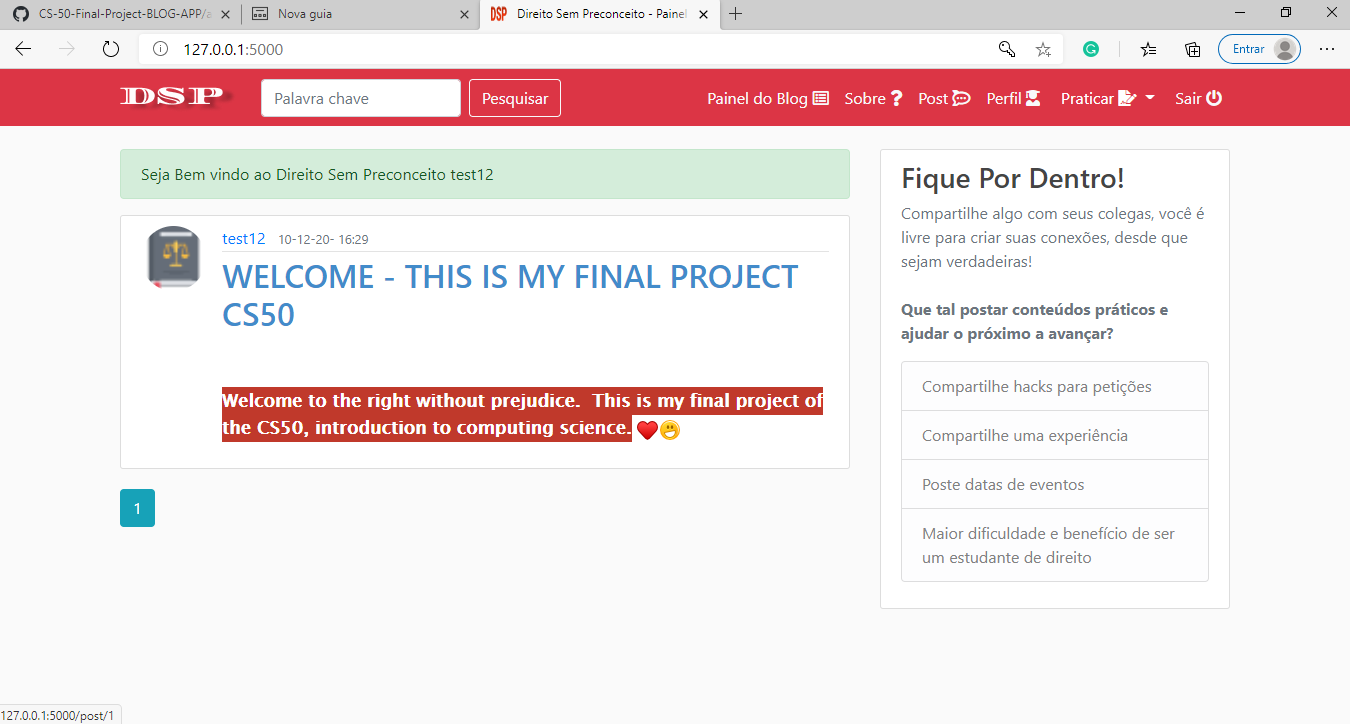 CS-50-Final-Project-BLOG-APP/a
Nova guia
DSP Direito Sem Preconceito - Painel
127.0.0.1:5000
Entrar
DSP
Palavra chave
Pesquisar
Painel do Blog
Sobre
Post
Perfil
Praticar
Sair
Seja Bem vindo ao Direito Sem Preconceito test12
test12 10-12-20- 16:29
WELCOME - THIS IS MY FINAL PROJECT
CS50
Welcome to the right without prejudice. This is my final project of
the CS50, introduction to computing science.
1
Fique Por Dentro!
Compartilhe algo com seus colegas, você é
livre para criar suas conexões, desde que
sejam verdadeiras!
Que tal postar conteúdos práticos e
ajudar o próximo a avançar?
Compartilhe hacks para petições
Compartilhe uma experiência
Poste datas de eventos
Maior dificuldade e benefício de ser
um estudante de direito
127.0.0.1:5000/post/1